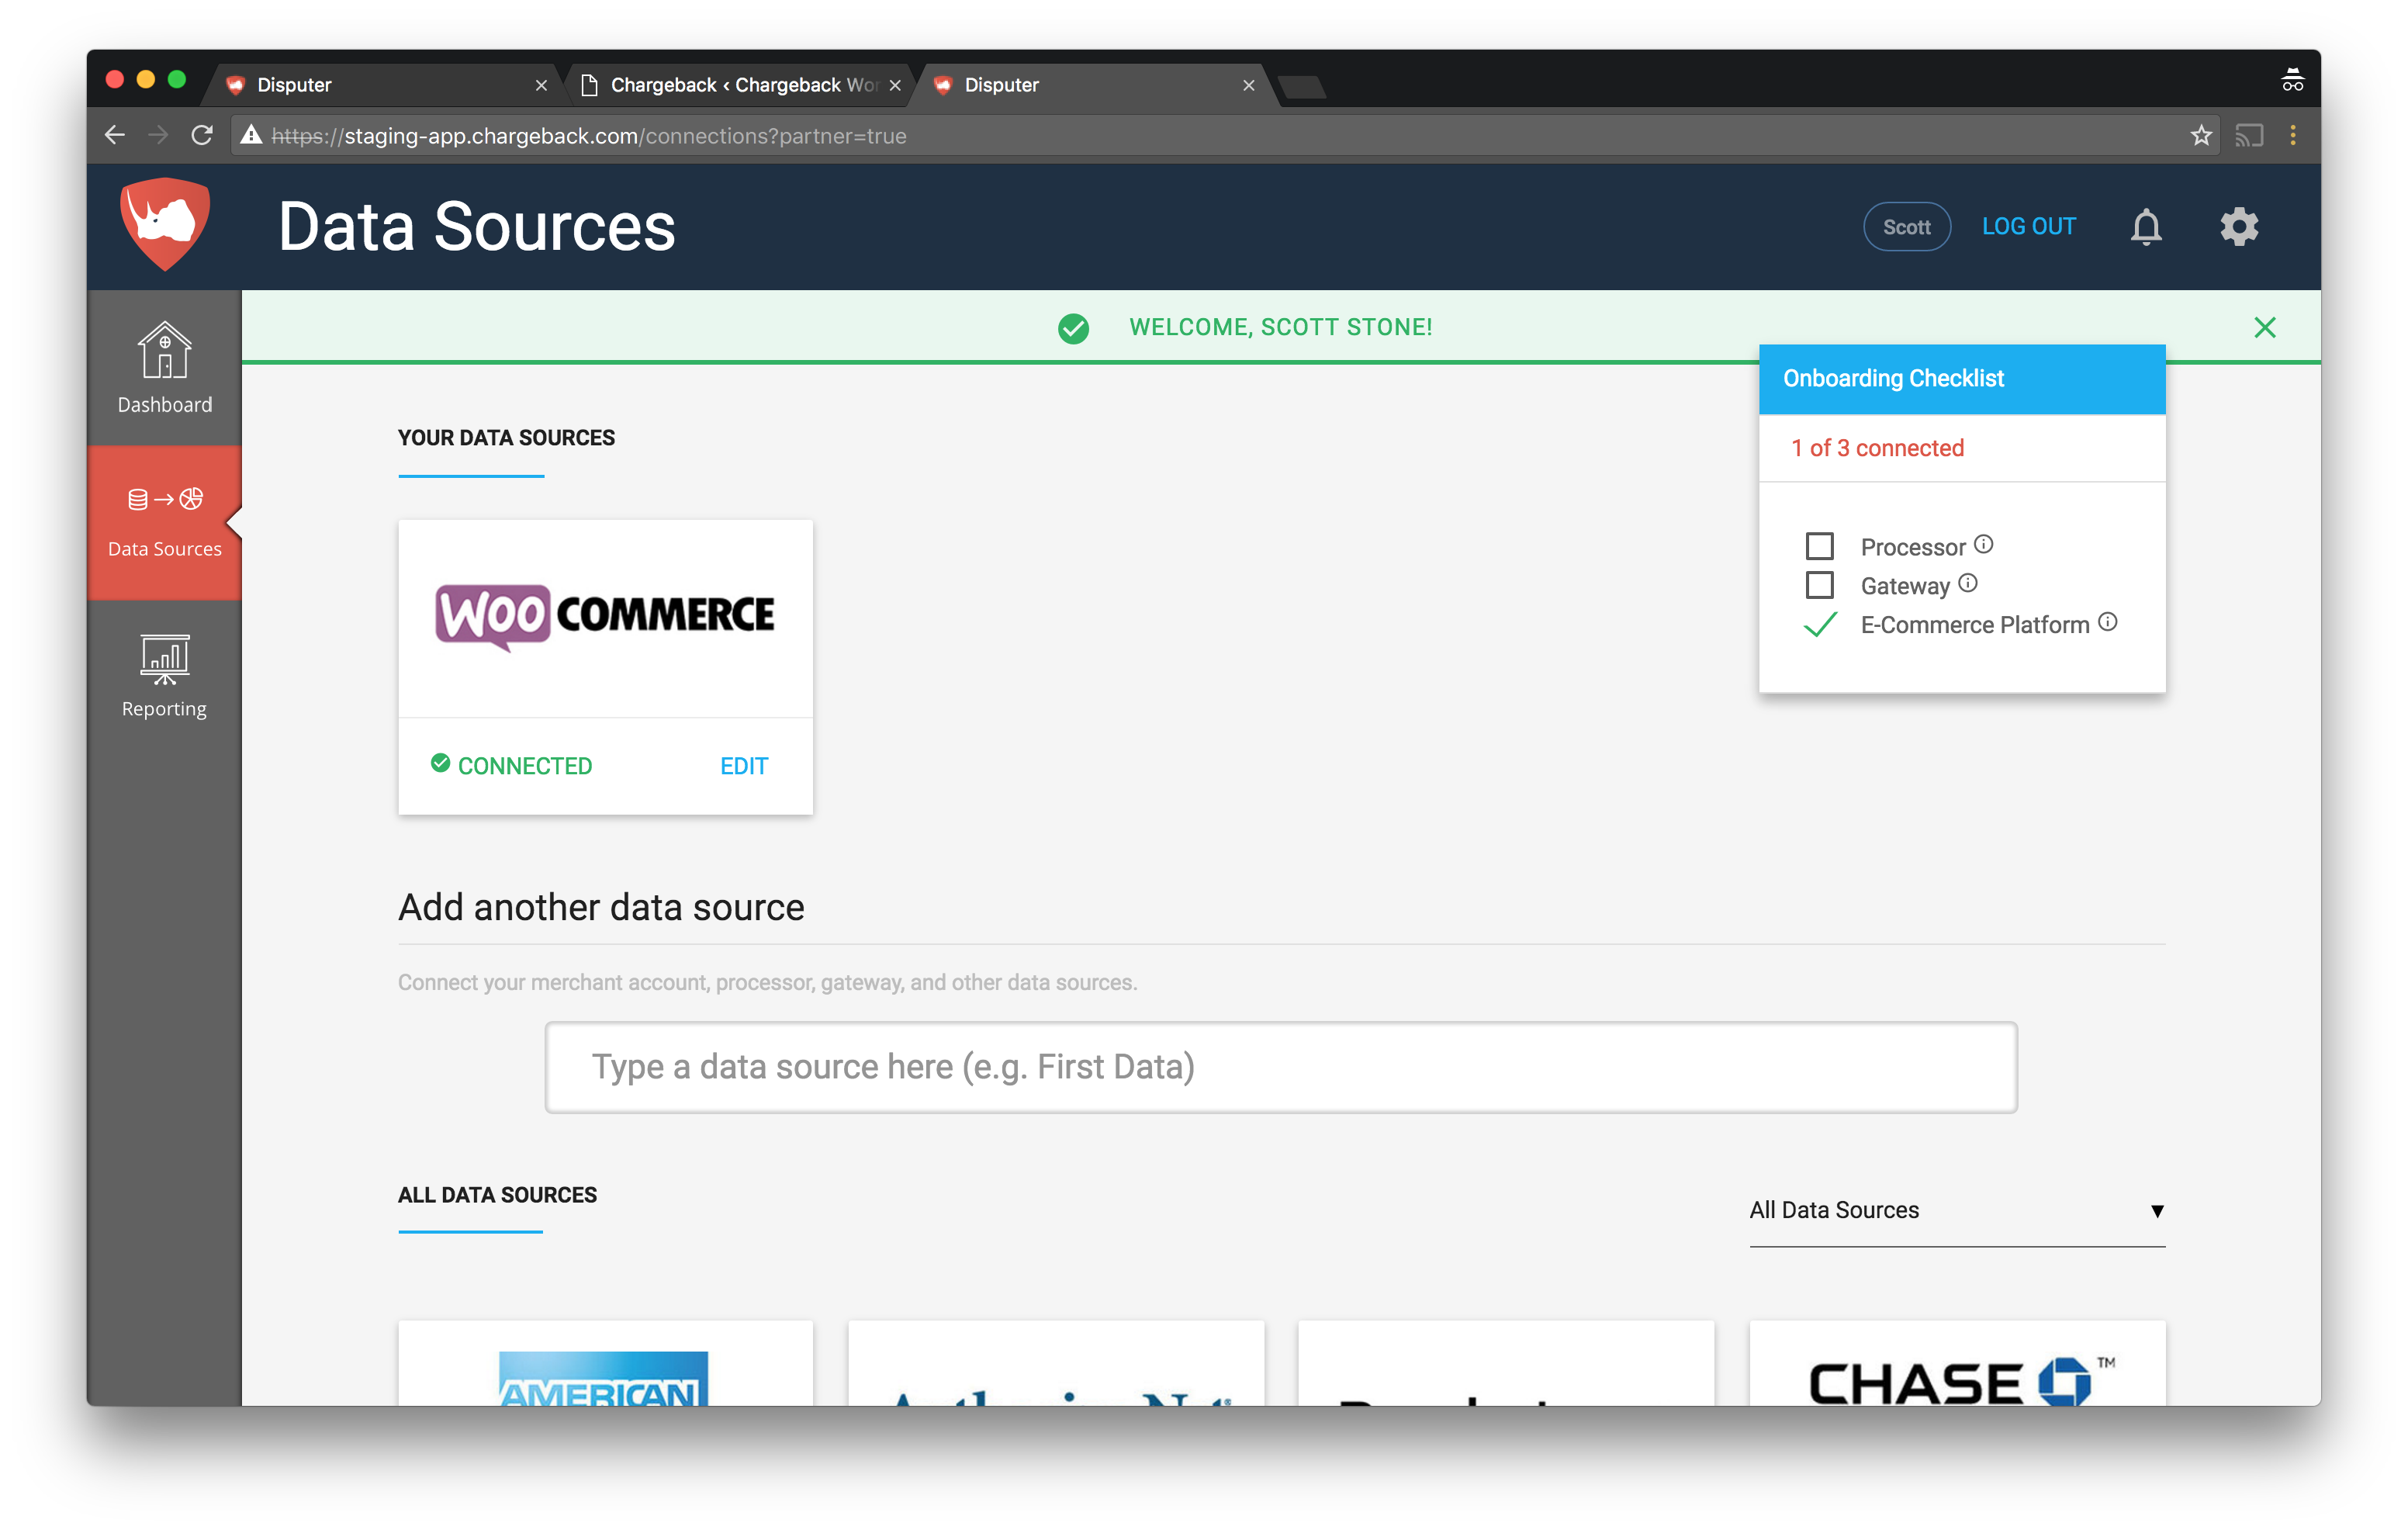 Disputer
Chargeback ‹ Chargeback Wor
Disputer
https://staging-app.chargeback.com/connections?partner=true
Data Sources
Scott
LOG OUT
WELCOME, SCOTT STONE!
Dashboard
Data Sources
Reporting
YOUR DATA SOURCES
WOO COMMERCE
CONNECTED
EDIT
Onboarding Checklist
1 of 3 connected
Processor
Gateway
E-Commerce Platform
Add another data source
Connect your merchant account, processor, gateway, and other data sources.
Type a data source here (e.g. First Data)
ALL DATA SOURCES
All Data Sources
AMERICAN
CHASE ™